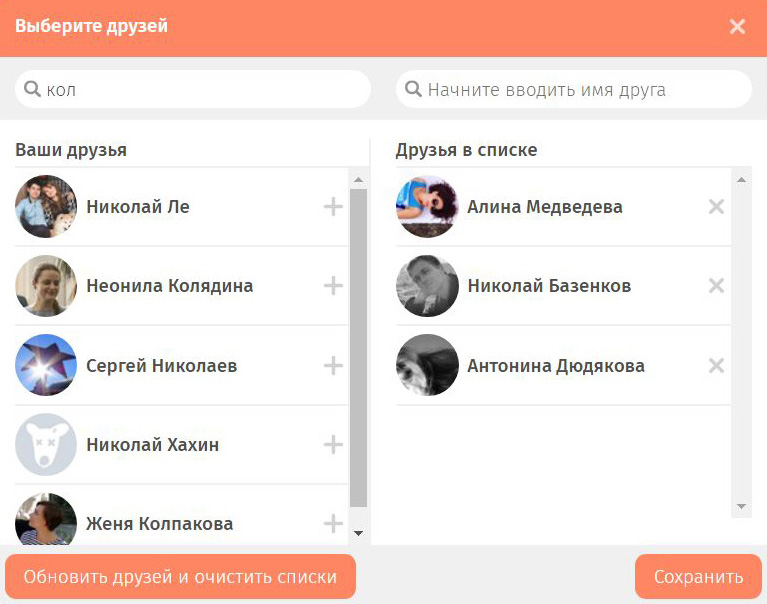 Выберите друзей
кол
Начните вводить имя друга
Ваши друзья
Николай Ле
Неонила Колядина
Сергей Николаев
Николай Хахин
Женя Колпакова
Друзья в списке
Алина Медведева
Николай Базенков
Антонина Дюдякова
Обновить друзей и очистить списки
Сохранить